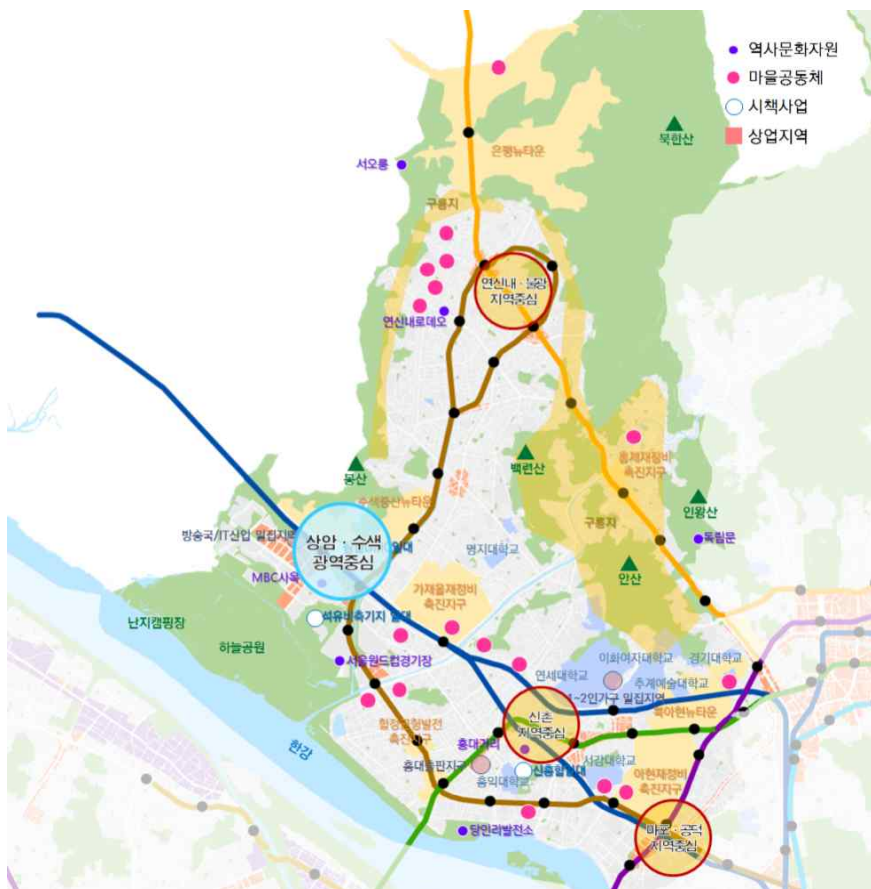 역사문화자원
마을공동체
시책사업
상업지역
북한산
은평뉴타운
서오릉
구릉지
연신내·불광
지역중심
연신내로데오
홍제재정비
촉진지구
백련산
봉산
수색증산뉴타운
구릉지
인왕산
방송국/IT산업 밀집지역
상암·수색
광역중심
일대
명지대학교
독립문
안산
MBC사옥
가재울재정비
촉진지구
석유비축기지 일대
난지캠핑장
하늘공원
서울월드컵경기장
연세대학교
이화여자대학교
경기대학교
추계예술대학교
1~2인가구 밀집지역
북아현뉴타운
신촌
지역중심
합정균형발전
촉진지구
한강
홍대거리
홍대출판지구
홍익대학교
서강대학교
아현재정비
촉진지구
당인리발전소
마포·공덕
지역중심